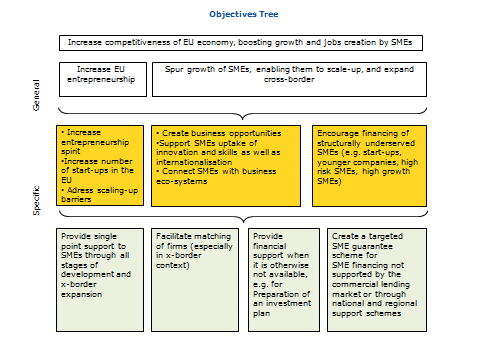 Objectives Tree
Increase competitiveness of EU economy, boosting growth and jobs creation by SMEs
General
Increase EU
entrepreneurship
Spur growth of SMEs, enabling them to scale-up, and expand
cross-border
Specific
• Increase
entrepreneurship
spirit
•Increase number
of start-ups in the
EU
• Adress scaling-up
barriers
• Create business opportunities
•Support SMEs uptake of
innovation and skills as well as
internationalisation
• Connect SMEs with business
eco-systems
Encourage financing of
structurally underserved
SMEs (e.g. start-ups,
younger companies, high
risk SMEs, high growth
SMEs)
Provide single
point support to
SMEs through all
stages of
development and
x-border
expansion
Facilitate matching
of firms (especially
in x-border
context)
Provide
financial
support when
it is otherwise
not available,
e.g. for
Preparation of
an investment
plan
Create a targeted
SME guarantee
scheme for
SME financing not
supported by the
commercial lending
market or through
national and regional
support schemes